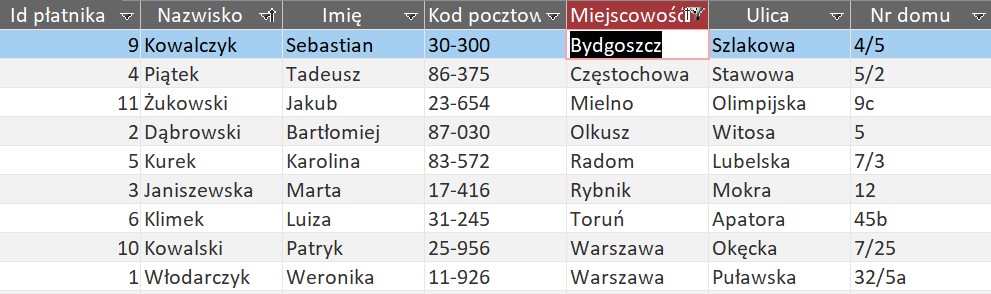 Id płatnika Nazwisko Imię Kod pocztow Miejscowość Ulica Nr domu
9 Kowalczyk Sebastian 30-300 Bydgoszcz Szlakowa 4/5
4 Piątek Tadeusz 86-375 Częstochowa Stawowa 5/2
11 Żukowski Jakub 23-654 Mielno Olimpijska 9c
2 Dąbrowski Bartłomiej 87-030 Olkusz Witosa 5
5 Kurek Karolina 83-572 Radom Lubelska 7/3
3 Janiszewska Marta 17-416 Rybnik Mokra 12
6 Klimek Luiza 31-245 Toruń Apatora 45b
10 Kowalski Patryk 25-956 Warszawa Okęcka 7/25
1 Włodarczyk Weronika 11-926 Warszawa Puławska 32/5a